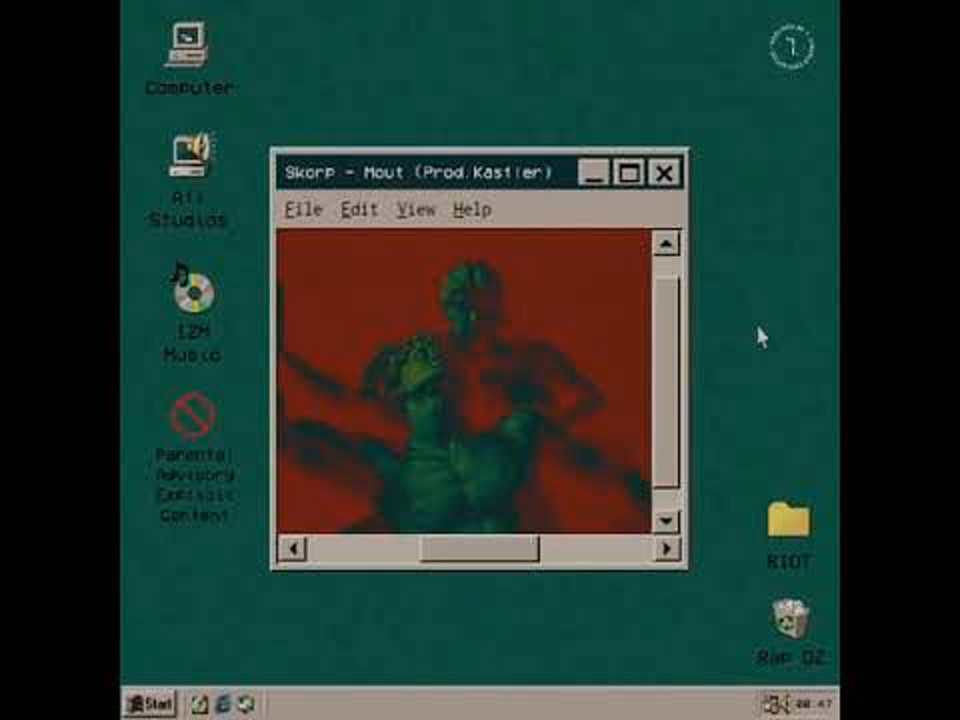 Computer
Skorp - Mout (Prod.Kastler)
File Edit View Help
Studios
IZM
Music
Parental
Advisory
Explicit
Content
RIOT
Rap DZ
Start